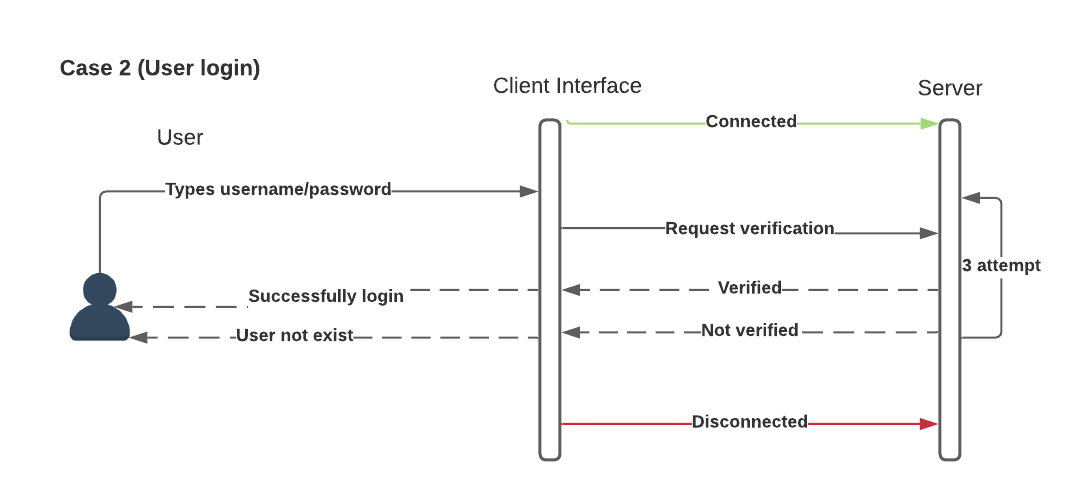 Case 2 (User login)
Client Interface
Server
User
Connected
Types username/password
Request verification
3 attempt
Successfully login
Verified
User not exist
Not verified
Disconnected